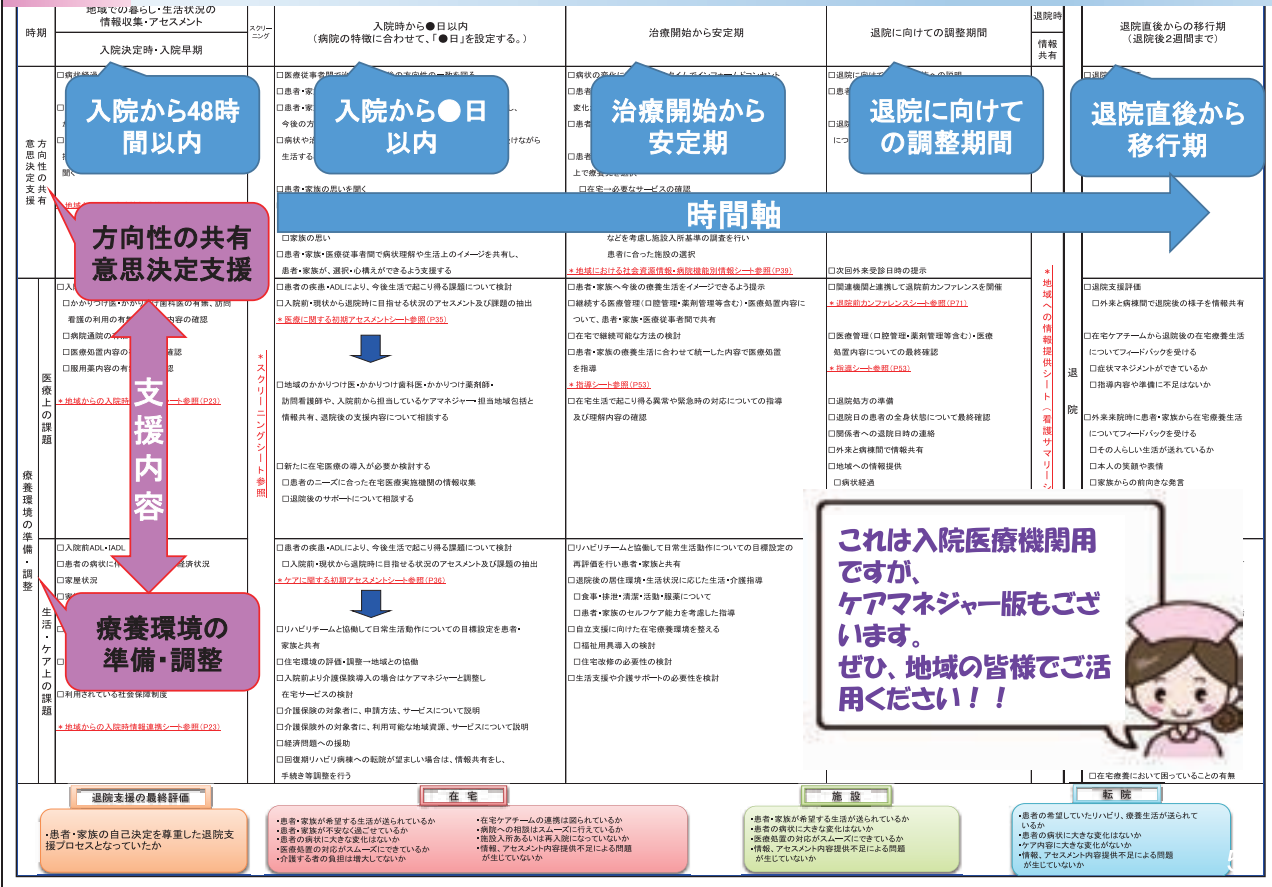 時期
地域での暮らし・生活状況の
情報収集・アセスメント
入院決定時・入院早期
スクリーニング
入院時から●日以内
(病院の特徴に合わせて、「●日」を設定する。)
治療開始から安定期
退院に向けての調整期間
退院時
情報
共有
退院直後からの移行期
(退院後2週間まで)
入院から48時
間以内
入院から●日
以内
治療開始から
安定期
退院に向けて
の調整期間
退院直後から
移行期
時間軸
方向性の共有
意思決定支援
方向性の共有
意思決定支援
支援内容
療養環境の
準備・調整
療養環境の準備・調整
医療上の課題
生活・ケア上の課題
□患者・家族の思いを聞く
□家族の思い
□患者・家族・医療従事者間で病状理解や生活上のイメージを共有し、
患者・家族が、選択・心構えができるよう支援する
□在宅→必要なサービスの確認
などを考慮し施設入所基準の調査を行い
患者に合った施設の選択
*地域における社会資源情報・病院機能別情報シート参照(P39)
□次回外来受診日時の提示
□病院通院の
□医療処置内容の
□服用薬内容の有
*地域からの入院時
ート参照(P23)
*スクリーニングシート参照
□患者の疾患・ADLにより、今後生活で起こり得る課題について検討
□入院前・現状から退院時に目指せる状況のアセスメント及び課題の抽出
*医療に関する初期アセスメントシート参照(P35)
□地域のかかりつけ医・かかりつけ歯科医・かかりつけ薬剤師・
訪問看護師や、入院前から担当しているケアマネジャー・担当地域包括と
情報共有、退院後の支援内容について相談する
□新たに在宅医療の導入が必要か検討する
□患者のニーズに合った在宅医療実施機関の情報収集
□退院後のサポートについて相談する
□患者・家族へ今後の療養生活をイメージできるよう提示
□継続する医療管理(口腔管理・薬剤管理等含む)・医療処置内容に
ついて、患者・家族・医療従事者間で共有
□在宅で継続可能な方法の検討
□患者・家族の療養生活に合わせて統一した内容で医療処置
を指導
*指導シート参照(P53)
□在宅生活で起こり得る異常や緊急時の対応についての指導
及び理解内容の確認
□関連機関と連携して退院前カンファレンスを開催
*退院前カンファレンスシート参照(P71)
□医療管理(口腔管理・薬剤管理等含む)・医療
処置内容についての最終確認
*指導シート参照(P53)
□退院処方の準備
□退院日の患者の全身状態について最終確認
□関係者への退院日時の連絡
□外来と病棟間で情報共有
□地域への情報提供
□病状経過
*地域への情報提供シート(看護サマリーシ
退院
□退院支援評価
□外来と病棟間で退院後の様子を情報共有
□在宅ケアチームから退院後の在宅療養生活
についてフィードバックを受ける
□症状マネジメントができているか
□指導内容や準備に不足はないか
□外来来院時に患者・家族から在宅療養生活
についてフィードバックを受ける
□その人らしい生活が送れているか
□本人の笑顔や表情
□家族からの前向きな発言
□入院前ADL・IADL
□患者の病状に
経済状況
□家屋状況
□利用されている社会保障制度
*地域からの入院時情報連携シート参照(P23)
□患者の疾患・ADLにより、今後生活で起こり得る課題について検討
□入院前・現状から退院時に目指せる状況のアセスメント及び課題の抽出
*ケアに関する初期アセスメントシート参照(P36)
□リハビリチームと協働して日常生活動作についての目標設定を患者・
家族と共有
□住宅環境の評価・調整→地域との協働
□入院前より介護保険導入の場合はケアマネジャーと調整し
在宅サービスの検討
□介護保険の対象者に、申請方法、サービスについて説明
□介護保険外の対象者に、利用可能な地域資源、サービスについて説明
□経済問題への援助
□回復期リハビリ病棟への転院が望ましい場合は、情報共有をし、
手続き等調整を行う
□リハビリチームと協働して日常生活動作についての目標設定の
再評価を行い患者・家族と共有
□退院後の居住環境・生活状況に応じた生活・介護指導
□食事・排泄・清潔・活動・服薬について
□患者・家族のセルフケア能力を考慮した指導
□自立支援に向けた在宅療養環境を整える
□福祉用具導入の検討
□住宅改修の必要性の検討
□生活支援や介護サポートの必要性を検討
これは入院医療機関用
ですが、
ケアマネジャー版もござ
います。
ぜひ、地域の皆様でご活
用ください！！
□在宅療養において困っていることの有無
退院支援の最終評価
・患者・家族の自己決定を尊重した退院支
援プロセスとなっていたか
在宅
・患者・家族が希望する生活が送られているか
・患者・家族が不安なく過ごせているか
・患者の病状に大きな変化はないか
・医療処置の対応がスムーズにできているか
・介護する者の負担は増大してないか
・在宅ケアチームの連携は図られているか
・病院への相談はスムーズに行えているか
・施設入所あるいは再入院になっていないか
・情報、アセスメント内容提供不足による問題
が生じていないか
施設
・患者・家族が希望する生活が送られているか
・患者の病状に大きな変化はないか
・医療処置の対応がスムーズにできているか
・情報、アセスメント内容提供不足による問題
が生じていないか
転院
・患者の希望していたリハビリ、療養生活が送られて
いるか
・患者の病状に大きな変化はないか
・ケア内容に大きな変化がないか
・情報、アセスメント内容提供不足による問題
が生じていないか